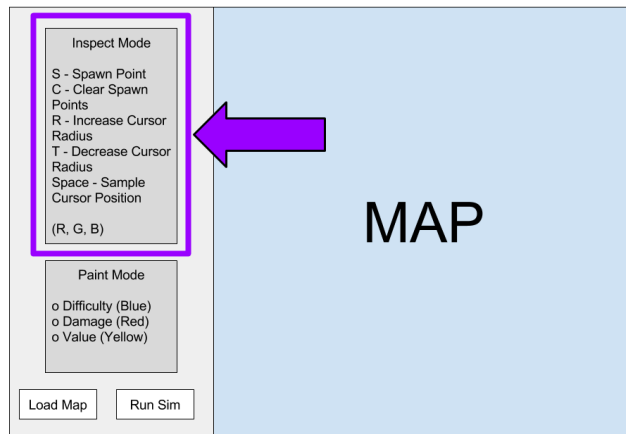 Inspect Mode
S - Spawn Point
C - Clear Spawn
Points
R - Increase Cursor
Radius
T - Decrease Cursor
Radius
Space - Sample
Cursor Position
(R, G, B)
Paint Mode
o Difficulty (Blue)
o Damage (Red)
o Value (Yellow)
Load Map
Run Sim
MAP